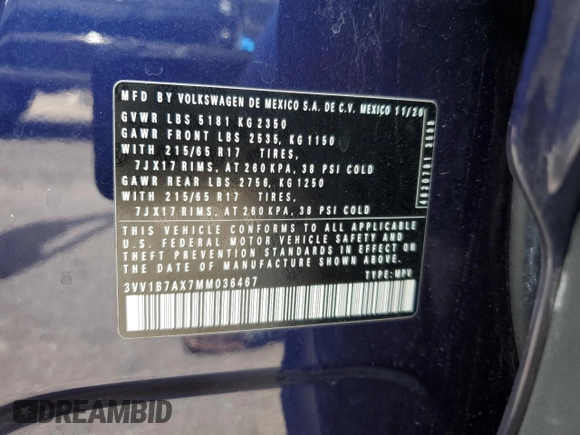 MFD BY VOLKSWAGEN DE MEXICO S.A. DE C.V. MEXICO 11/20
GVWR LBS 5181 KG 2350
GAWR FRONT LBS 2535, KG 1150
WITH 215/65 R17 TIRES,
7JX17 RIMS, AT 260 KPA, 38 PSI COLD
GAWR REAR LBS 2756, KG 1250
WITH 215/65 R17 TIRES,
7JX17 RIMS, AT 260 KPA, 38 PSI COLD
THIS VEHICLE CONFORMS TO ALL APPLICABLE
U.S. FEDERAL MOTOR VEHICLE SAFETY AND
THEFT PREVENTION STANDARDS IN EFFECT ON
THE DATE OF MANUFACTURE SHOWN ABOVE.
3VV1B7AX7MM036467 TYPE: MPV
DREAMBID